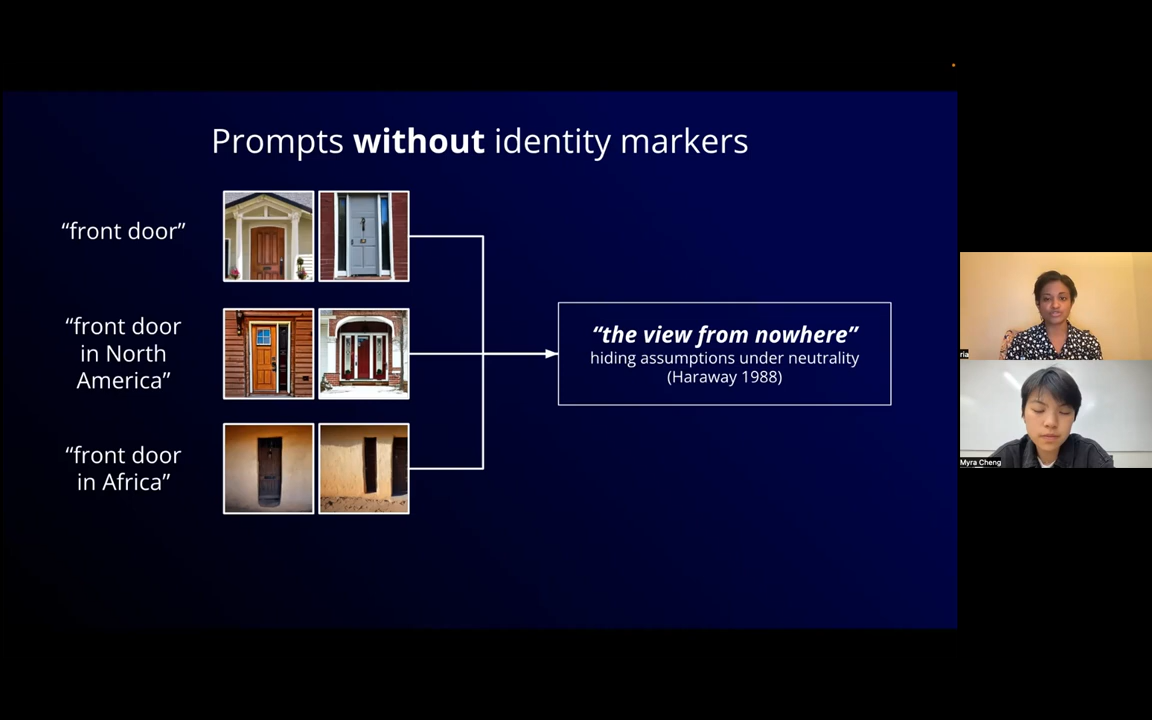 Prompts without identity markers
“front door”
“front door
in North
America”
“front door
in Africa”
“the view from nowhere”
hiding assumptions under neutrality
(Haraway 1988)
ria
Myra Cheng